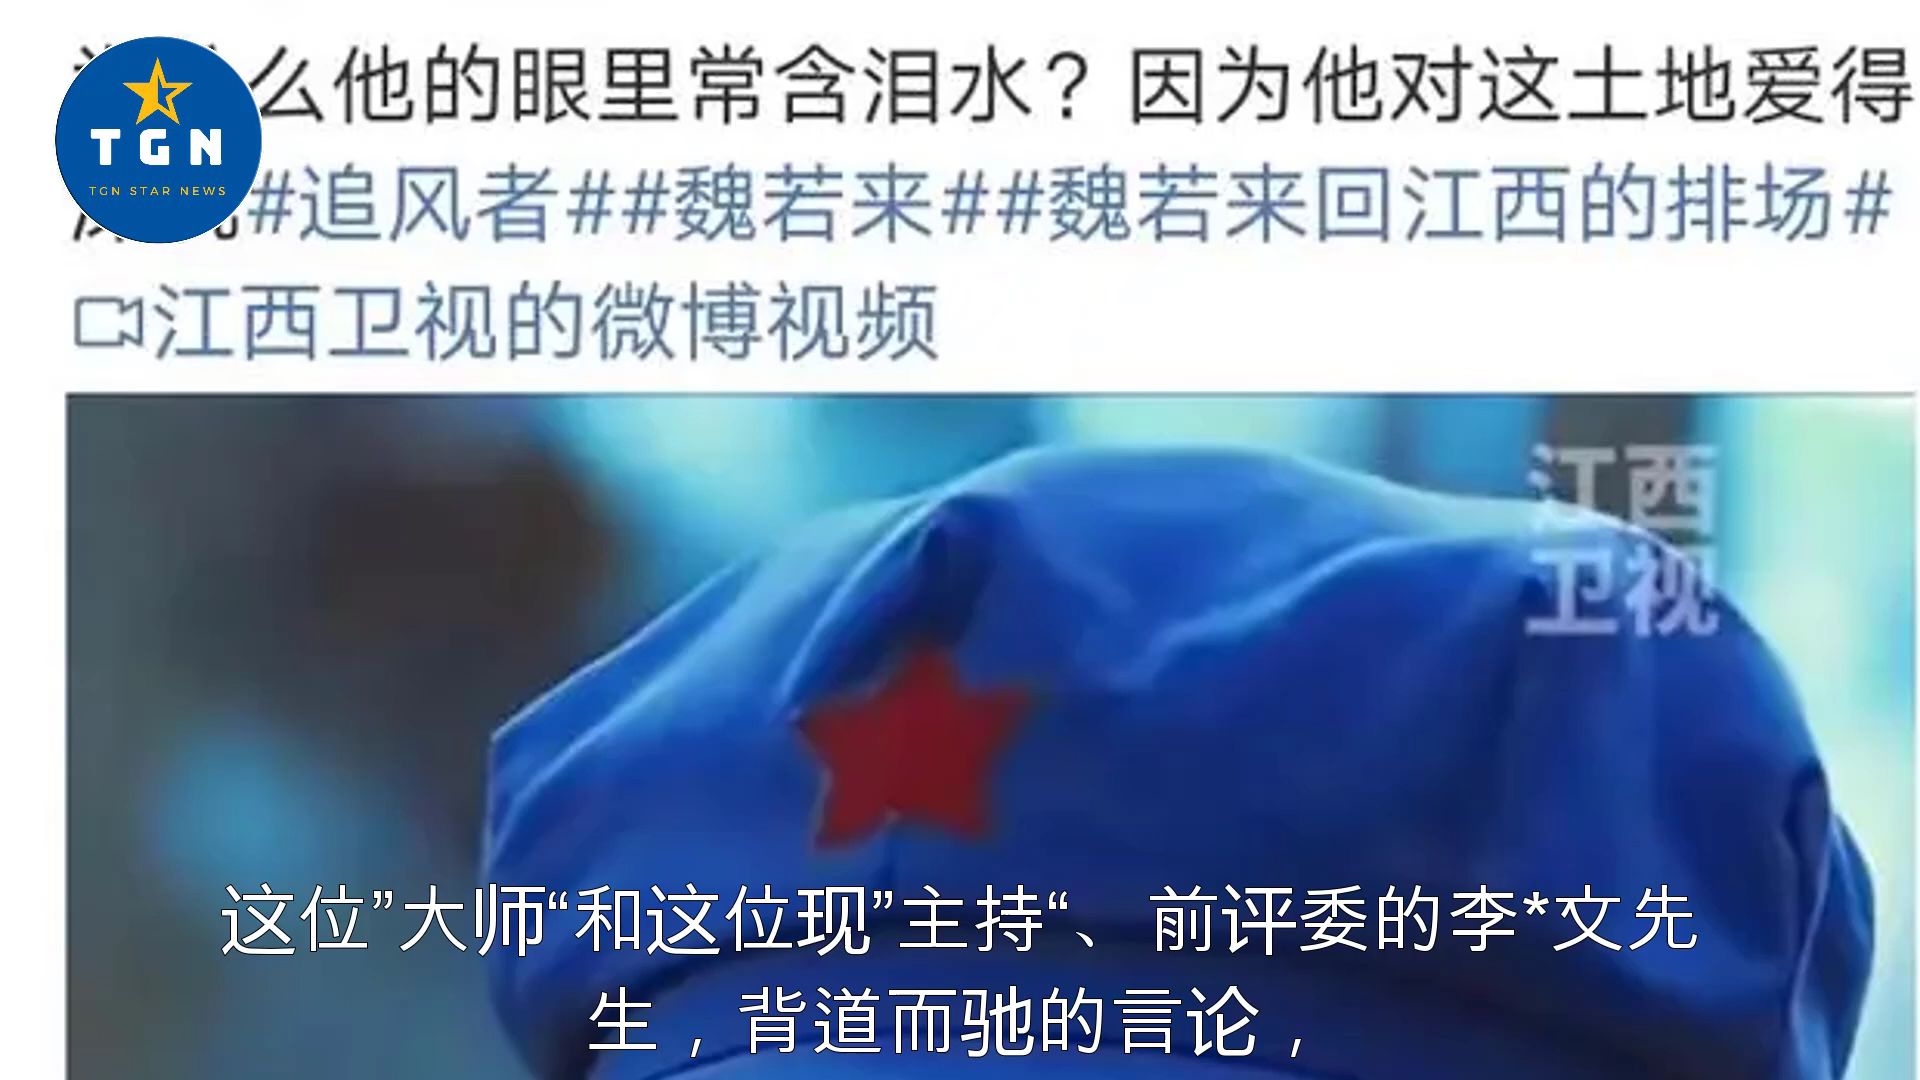 么他的眼里常含泪水？因为他对这土地爱得
#追风者##魏若来##魏若来回江西的排场#
江西卫视的微博视频
TGN
TGN STAR NEWS
江西
卫视
这位”大师“和这位现”主持“、前评委的李*文先
生，背道而驰的言论，